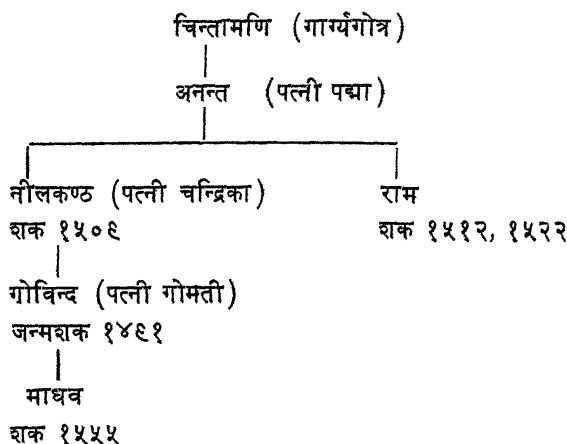 चिन्तामणि (गार्ग्यगोत्र)
अनन्त (पत्नी पद्मा)
नीलकण्ठ (पत्नी चन्द्रिका) राम
शक १५०९ शक १५१२, १५२२
गोविन्द (पत्नी गोमती)
जन्मशक १४९१
माधव
शक १५५५